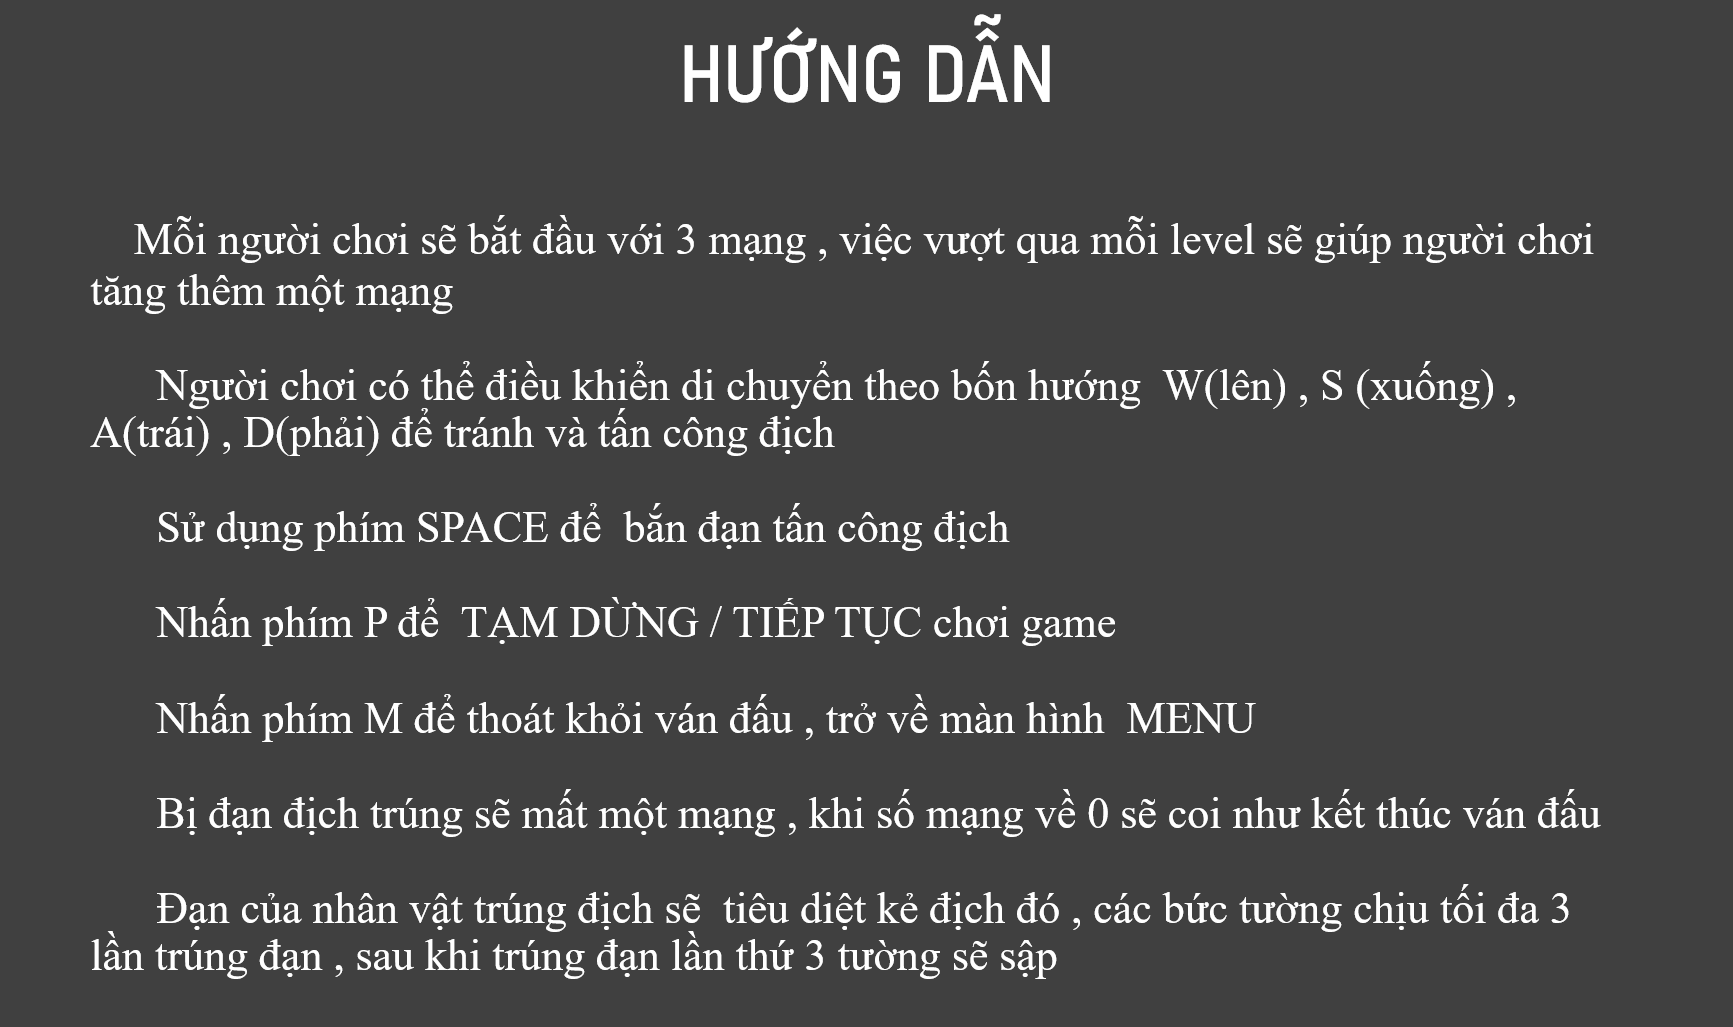 HƯỚNG DẪN
Mỗi người chơi sẽ bắt đầu với 3 mạng , việc vượt qua mỗi level sẽ giúp người chơi
tăng thêm một mạng
Người chơi có thể điều khiển di chuyển theo bốn hướng  W(lên) , S (xuống) ,
A(trái) , D(phải) để tránh và tấn công địch
Sử dụng phím SPACE để  bắn đạn tấn công địch
Nhấn phím P để  TẠM DỪNG / TIẾP TỤC chơi game
Nhấn phím M để thoát khỏi ván đấu , trở về màn hình  MENU
Bị đạn địch trúng sẽ mất một mạng , khi số mạng về 0 sẽ coi như kết thúc ván đấu
Đạn của nhân vật trúng địch sẽ  tiêu diệt kẻ địch đó , các bức tường chịu tối đa 3
lần trúng đạn , sau khi trúng đạn lần thứ 3 tường sẽ sập